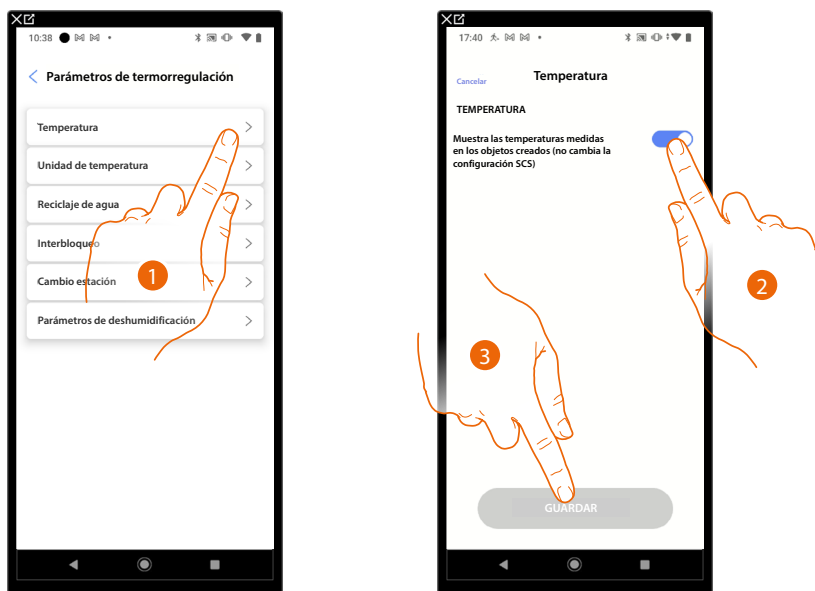 10:38
Parámetros de termorregulación
Temperatura
Unidad de temperatura
Reciclaje de agua
Interbloqueo
Cambio estación
Parámetros de deshumidificación
1
17:40
Cancelar
Temperatura
TEMPERATURA
Muestra las temperaturas medidas
en los objetos creados (no cambia la
configuración SCS)
2
3
GUARDAR